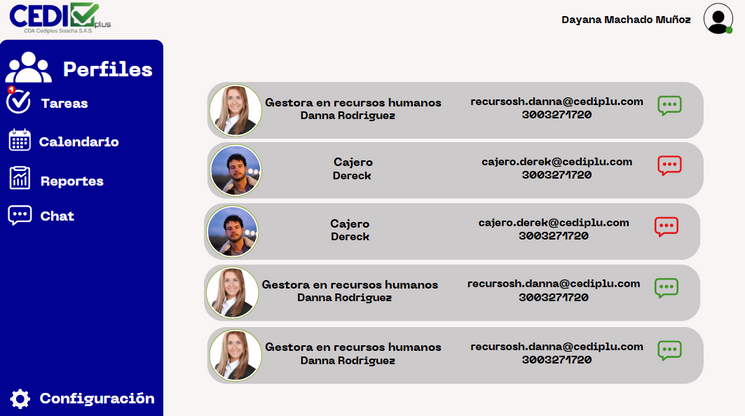 CEDI plus
CDA Cediplus Soacha S.A.S.
Dayana Machado Muñoz
Perfiles
1
Tareas
Calendario
Reportes
Chat
Configuración
Gestora en recursos humanos
Danna Rodriguez
recursosh.danna@cediplu.com
3003271720
Cajero
Dereck
cajero.derek@cediplu.com
3003271720
Cajero
Dereck
cajero.derek@cediplu.com
3003271720
Gestora en recursos humanos
Danna Rodriguez
recursosh.danna@cediplu.com
3003271720
Gestora en recursos humanos
Danna Rodriguez
recursosh.danna@cediplu.com
3003271720